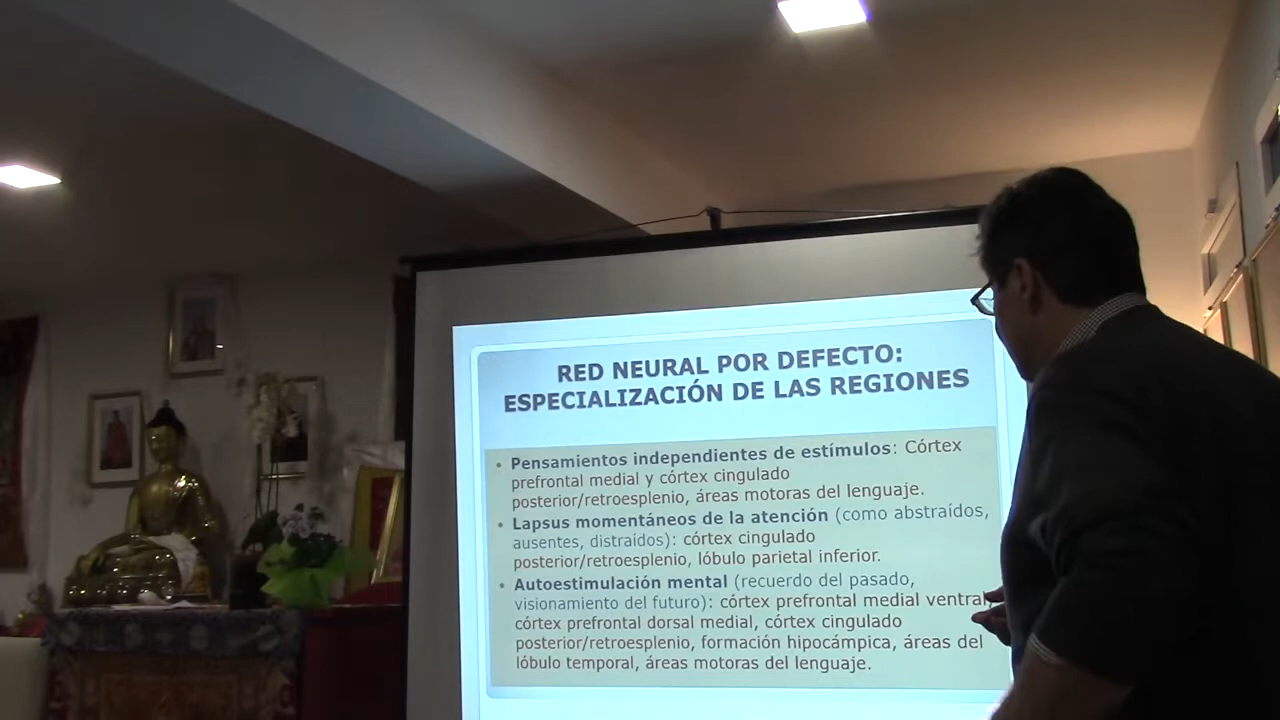 RED NEURAL POR DEFECTO:
ESPECIALIZACIÓN DE LAS REGIONES
• Pensamientos independientes de estímulos: Córtex
prefrontal medial y córtex cingulado
posterior/retroesplenio, áreas motoras del lenguaje.
• Lapsus momentáneos de la atención (como abstraídos,
ausentes, distraídos): córtex cingulado
posterior/retroesplenio, lóbulo parietal inferior.
• Autoestimulación mental (recuerdo del pasado,
visionamiento del futuro): córtex prefrontal medial ventral,
córtex prefrontal dorsal medial, córtex cingulado
posterior/retroesplenio, formación hipocámpica, áreas del
lóbulo temporal, áreas motoras del lenguaje.